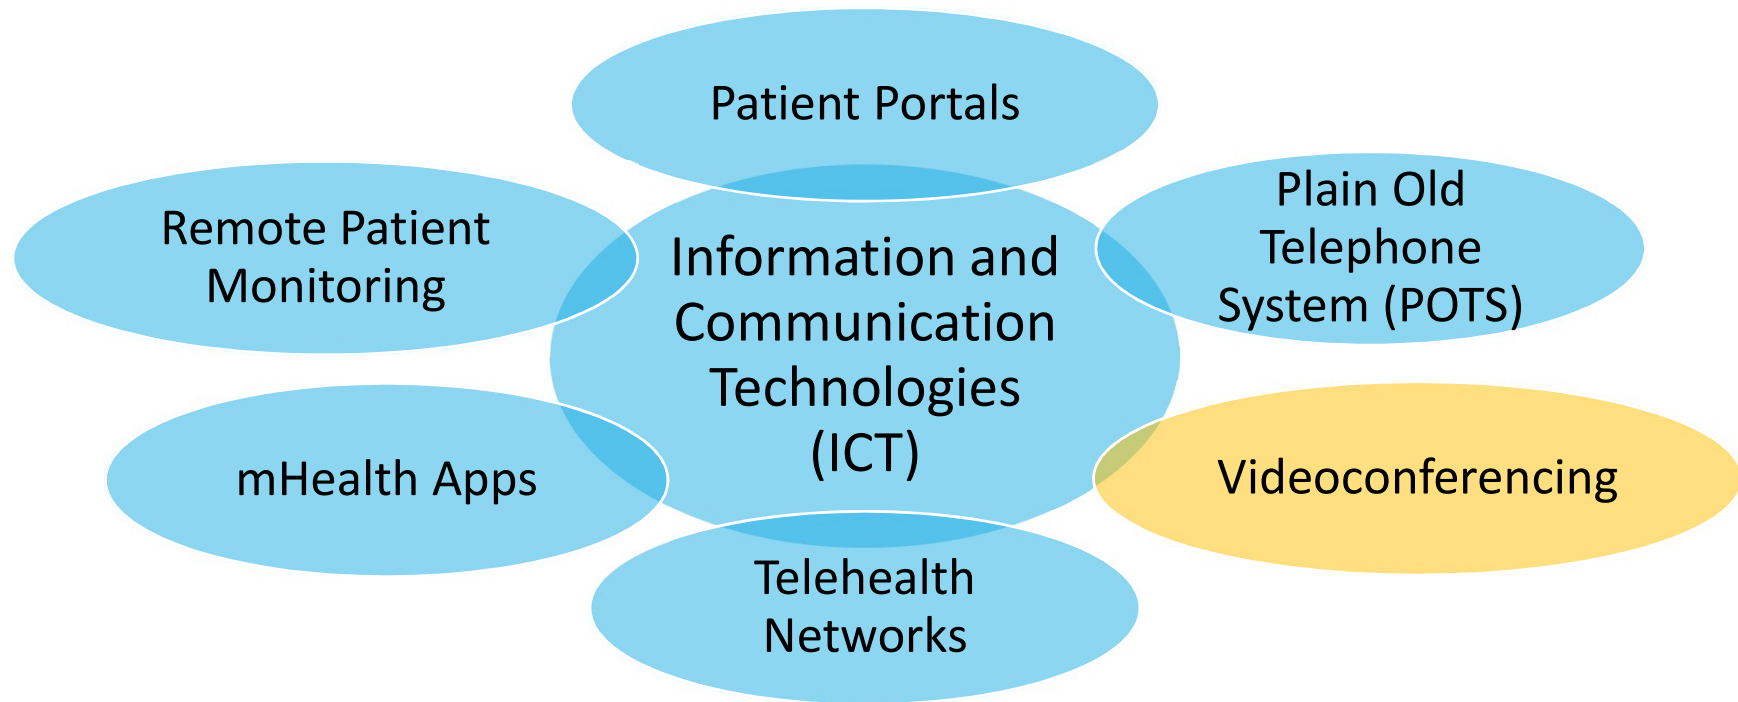 Patient Portals
Plain Old
Telephone
System (POTS)
Remote Patient
Monitoring
Information and
Communication
Technologies
(ICT)
mHealth Apps
Videoconferencing
Telehealth
Networks